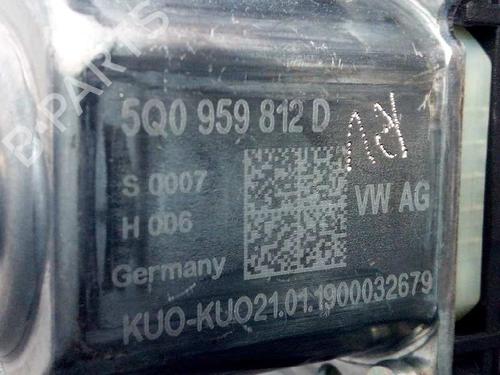 B-PARTS
5Q0 959 812 D
S 0007
H 006
VW AG
Germany
KUO-KUO21.01.1900032679